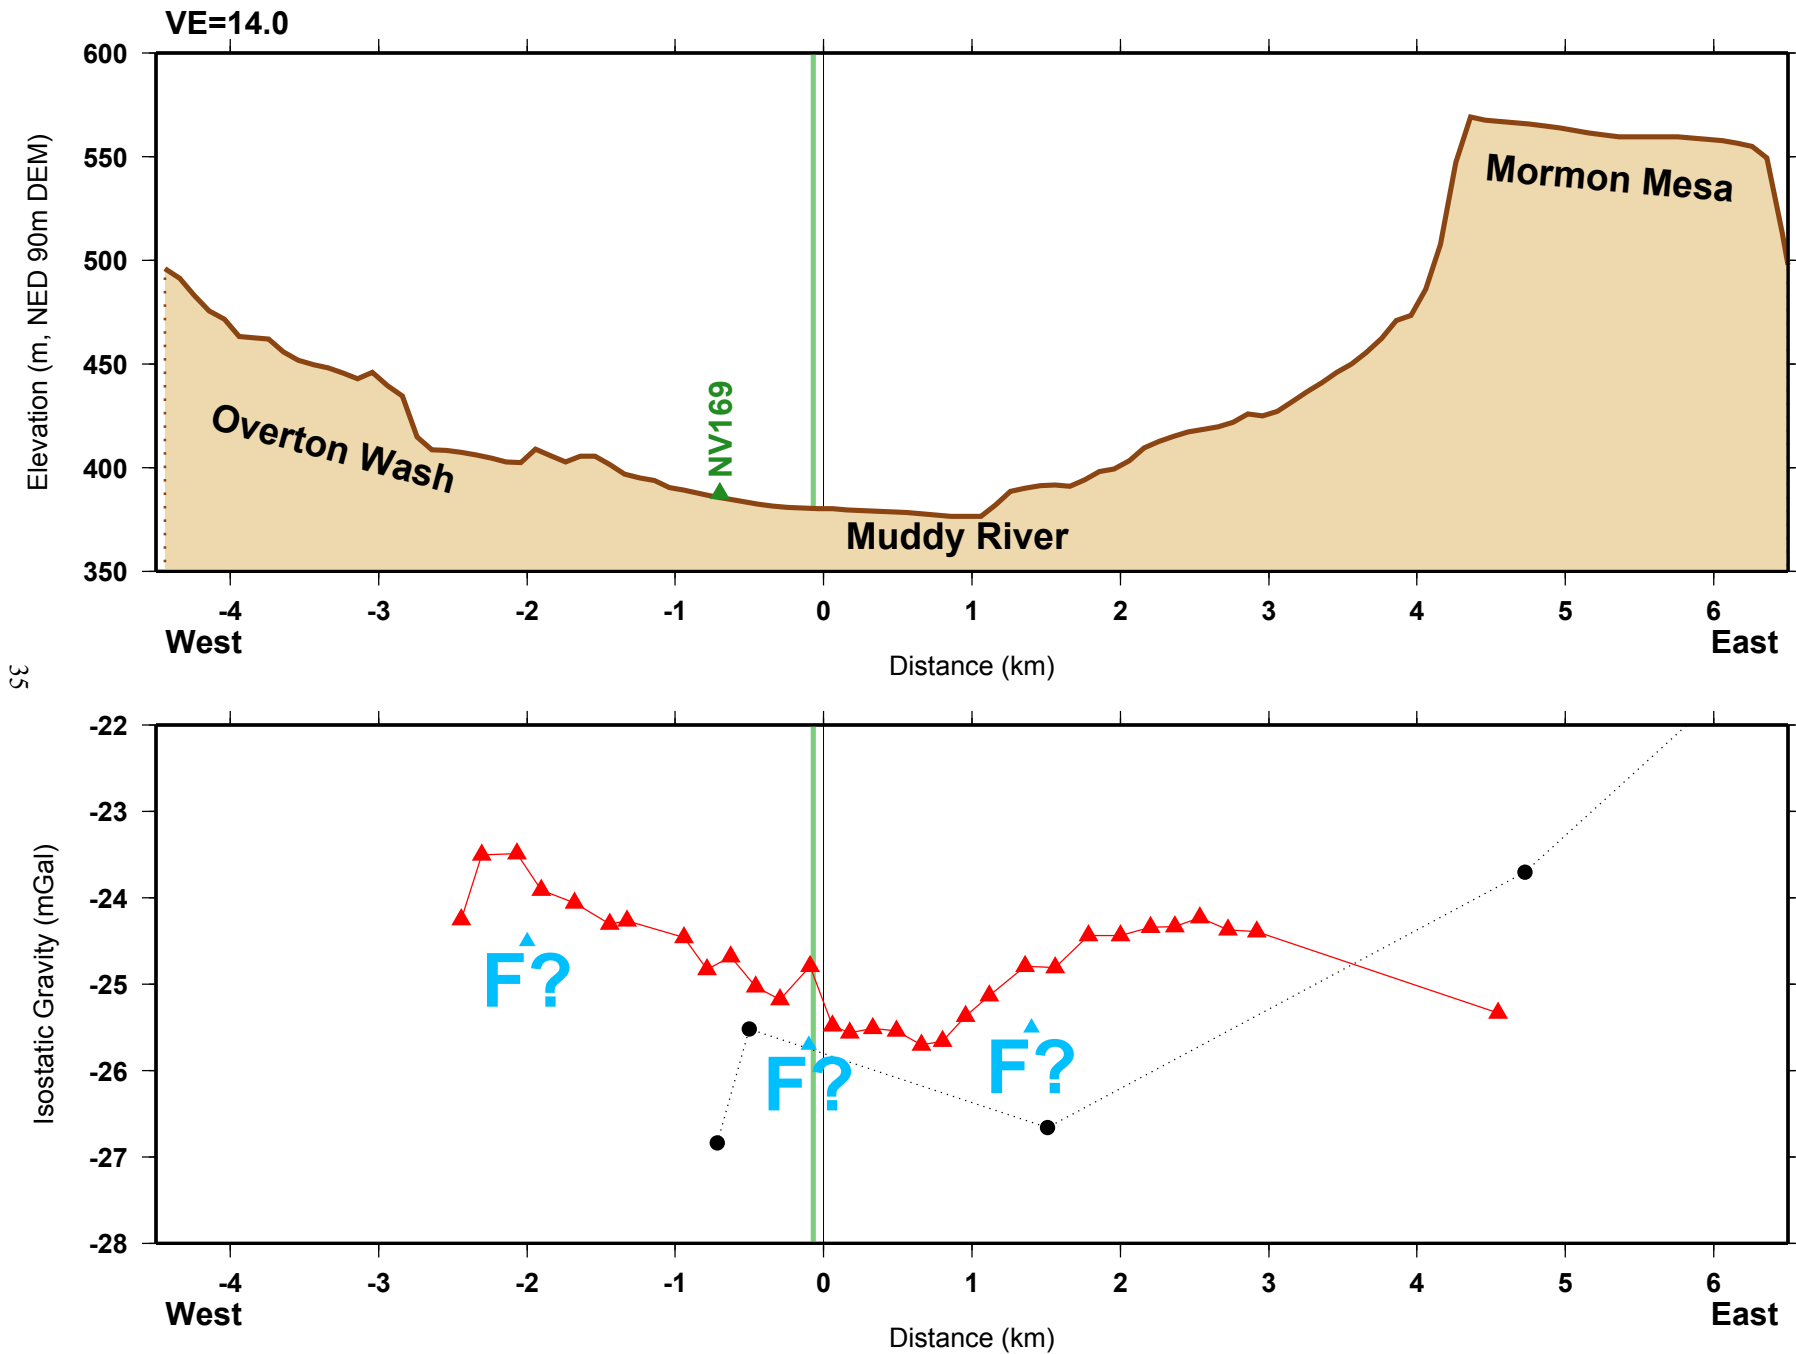 VE=14.0
600
550
500
450
400
350
Elevation (m, NED 90m DEM)
Mormon Mesa
Overton Wash
NV169
Muddy River
-4 -3 -2 -1 0 1 2 3 4 5 6
West East
Distance (km)
35
-22
-23
-24
-25
-26
-27
-28
Isostatic Gravity (mGal)
F?
F?
F?
-4 -3 -2 -1 0 1 2 3 4 5 6
West East
Distance (km)